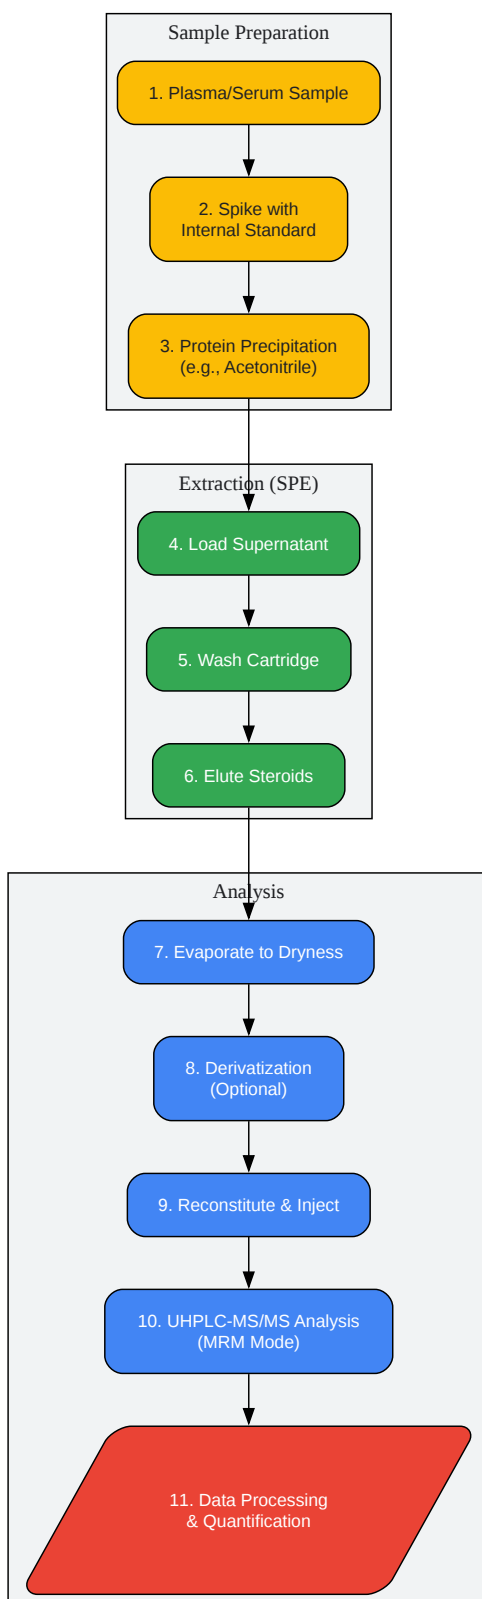 Sample Preparation
1. Plasma/Serum Sample
2. Spike with
Internal Standard
3. Protein Precipitation
(e.g., Acetonitrile)
Extraction (SPE)
4. Load Supernatant
5. Wash Cartridge
6. Elute Steroids
Analysis
7. Evaporate to Dryness
8. Derivatization
(Optional)
9. Reconstitute & Inject
10. UHPLC-MS/MS Analysis
(MRM Mode)
11. Data Processing
& Quantification